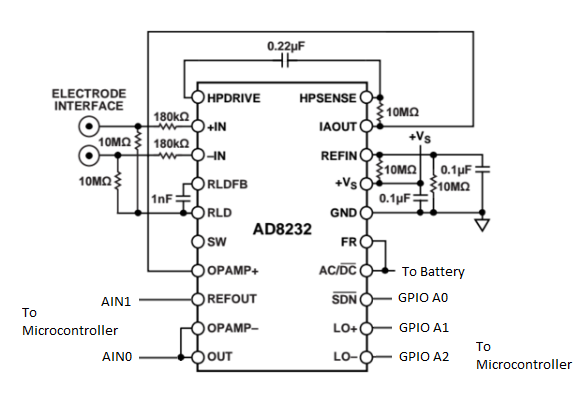 0.22µF
ELECTRODE
INTERFACE
HPDRIVE HPSENSE
10MΩ
180kΩ
+IN IAOUT
+VS
10MΩ 180kΩ
–IN REFIN
10MΩ 0.1µF
10MΩ RLDFB +VS 10MΩ
1nF 0.1µF
RLD GND
AD8232
SW FR
OPAMP+ AC/DC To Battery
AIN1 REFOUT SDN GPIO A0
To
Microcontroller
OPAMP– LO+ GPIO A1
AIN0 OUT LO– GPIO A2
To
Microcontroller